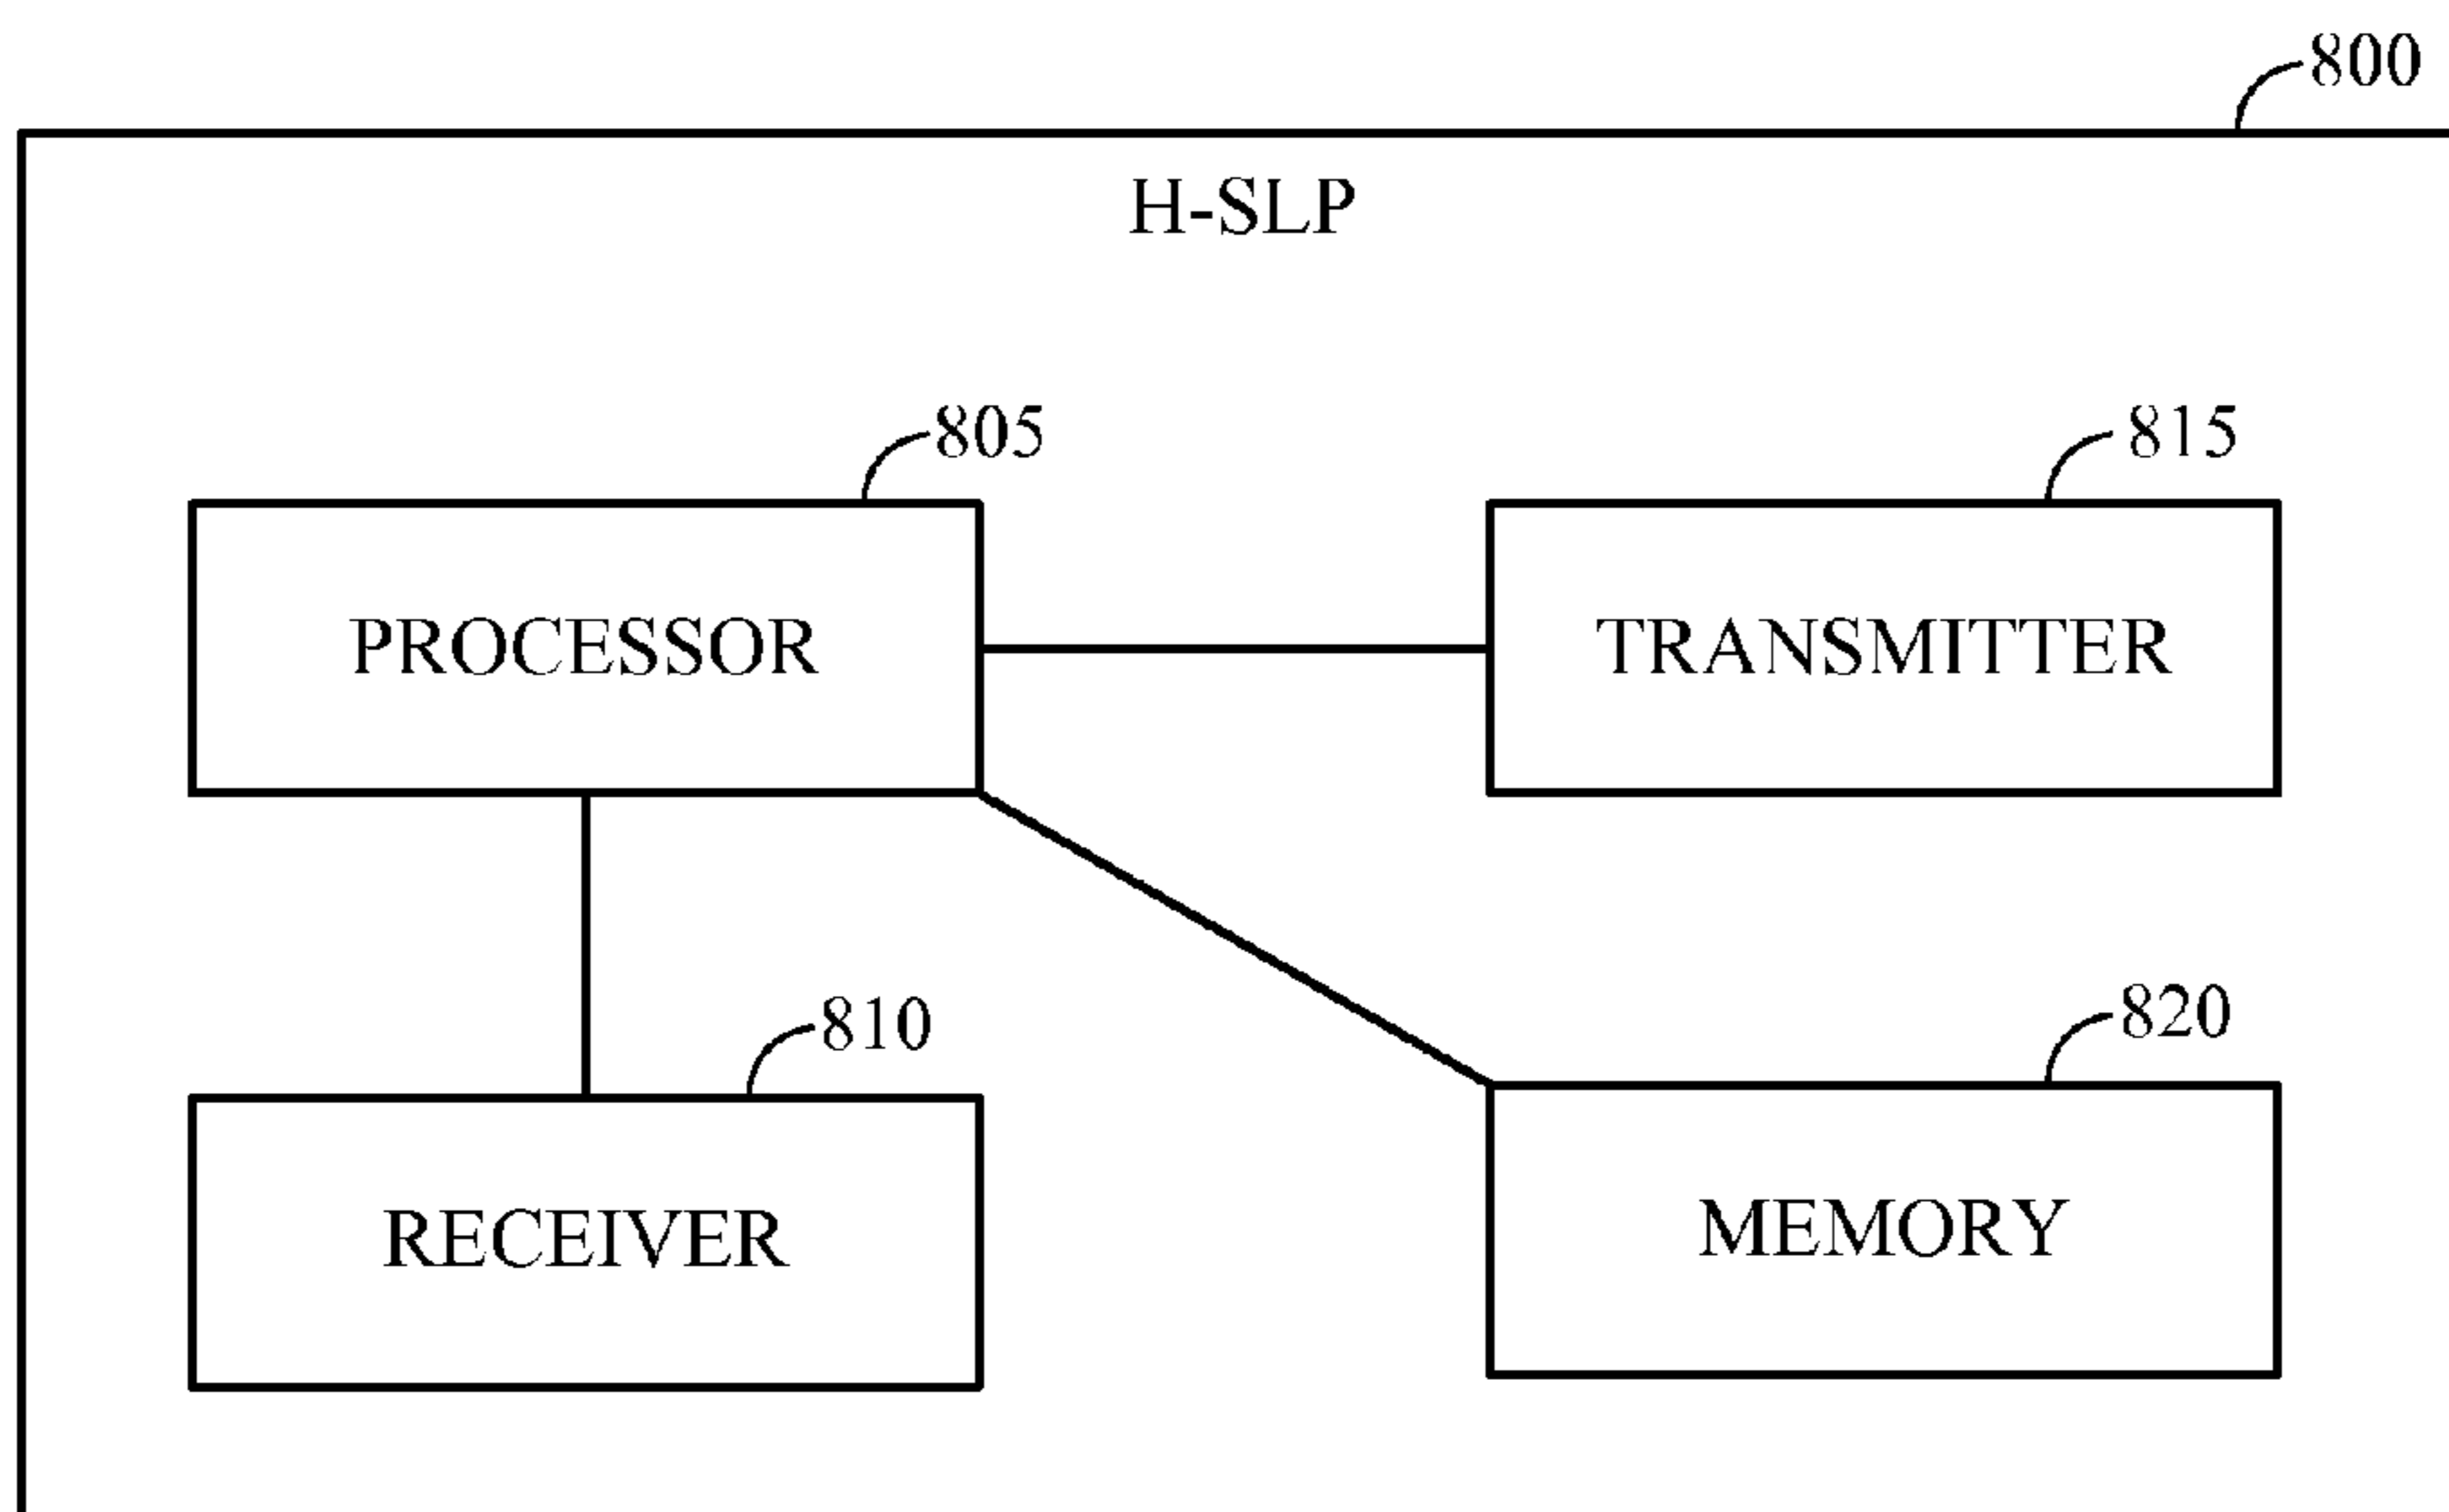 800
H-SLP
805
815
PROCESSOR
TRANSMITTER
810
820
RECEIVER
MEMORY